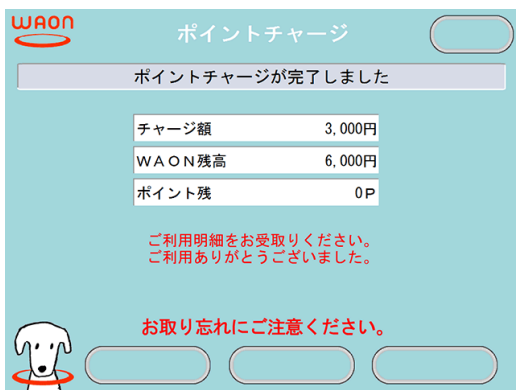 WAON
ポイントチャージ
ポイントチャージが完了しました
チャージ額 3,000円
WAON残高 6,000円
ポイント残 0P
ご利用明細をお受取りください。
ご利用ありがとうございました。
お取り忘れにご注意ください。